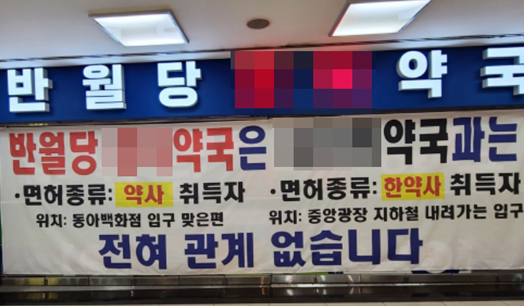 반월당 약국
반월당 약국은 약국과는
·면허종류: 약사 취득자 ·면허종류: 한약사 취득자
위치: 동아백화점 입구 맞은편 위치: 중앙광장 지하철 내려가는 입구
전혀 관계 없습니다